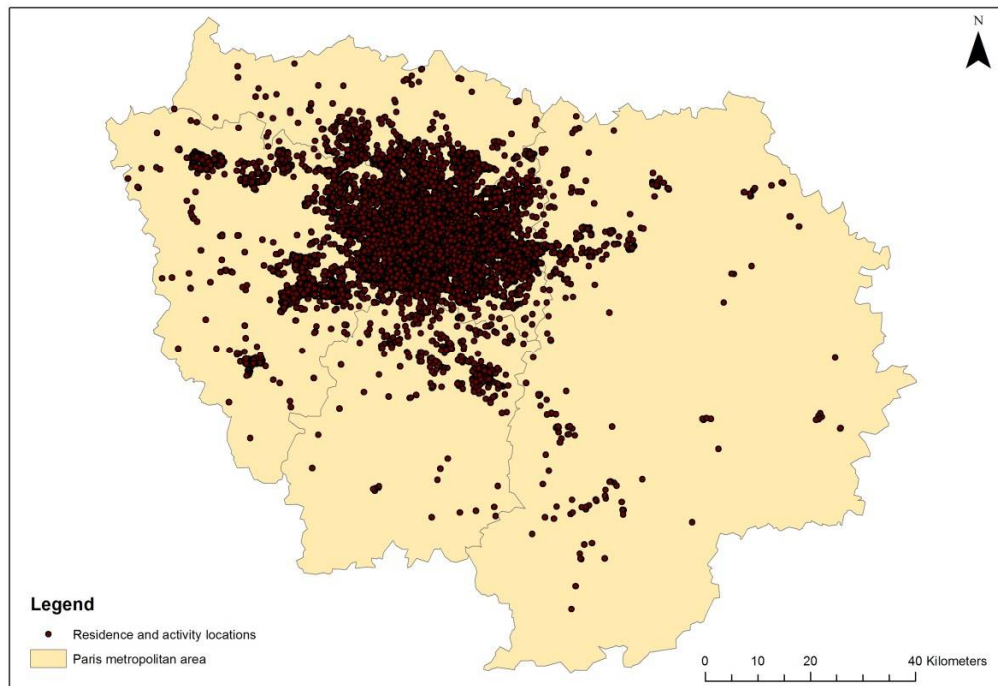 N
Legend
Residence and activity locations
Paris metropolitan area
0 10 20 40 Kilometers